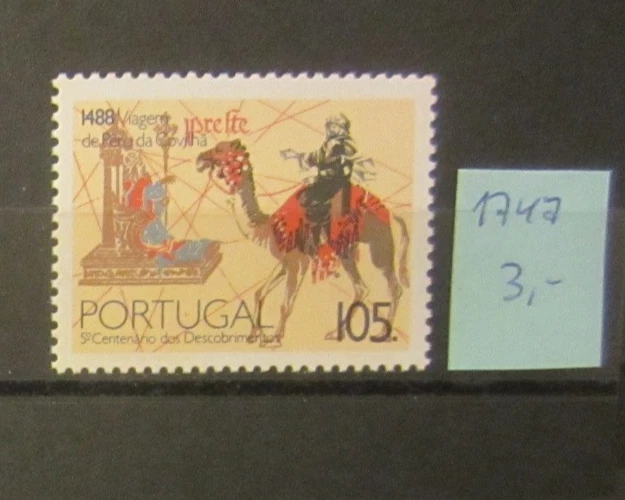 1488 Viagem
de Pero da Covilhã
preste
PORTUGAL
105.
5º Centenário dos Descobrimentos
1747
3,-